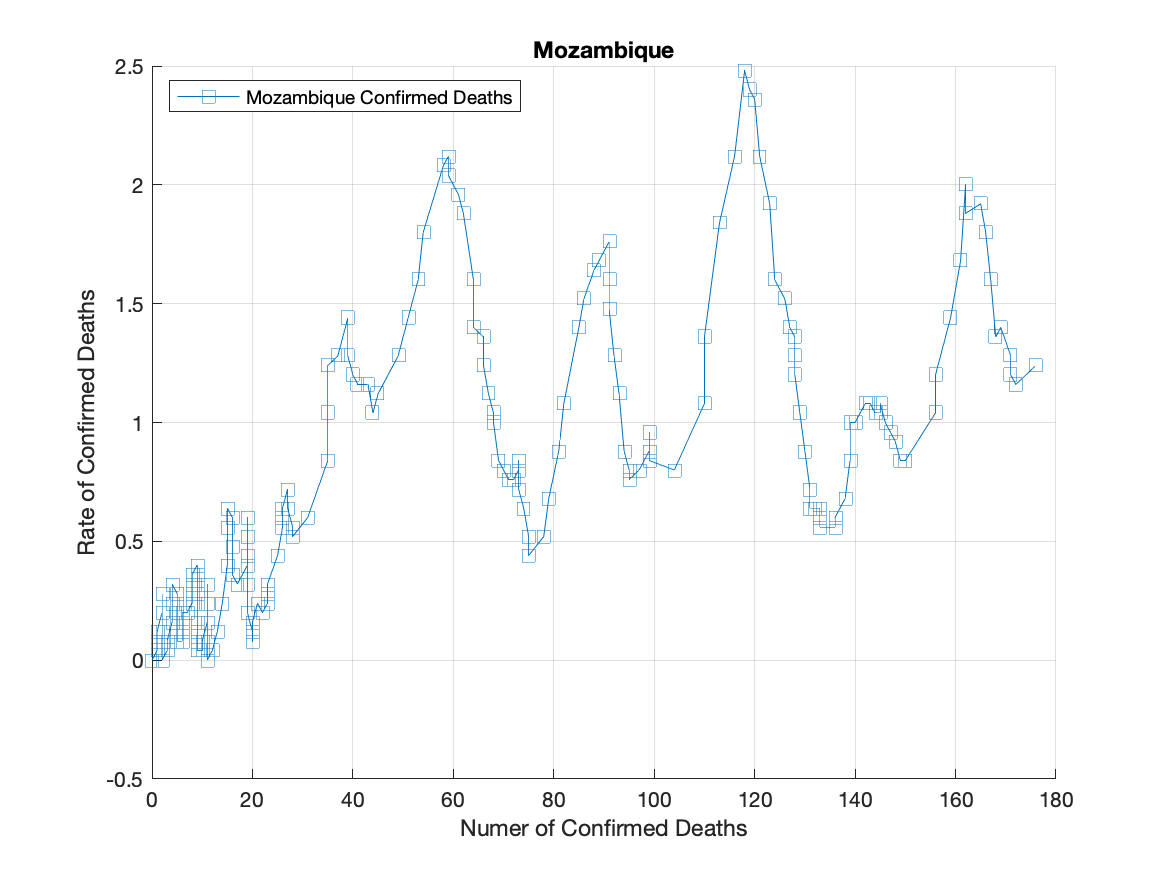 Mozambique
Mozambique Confirmed Deaths
2.5
2
1.5
1
0.5
0
-0.5
Rate of Confirmed Deaths
0 20 40 60 80 100 120 140 160 180
Numer of Confirmed Deaths